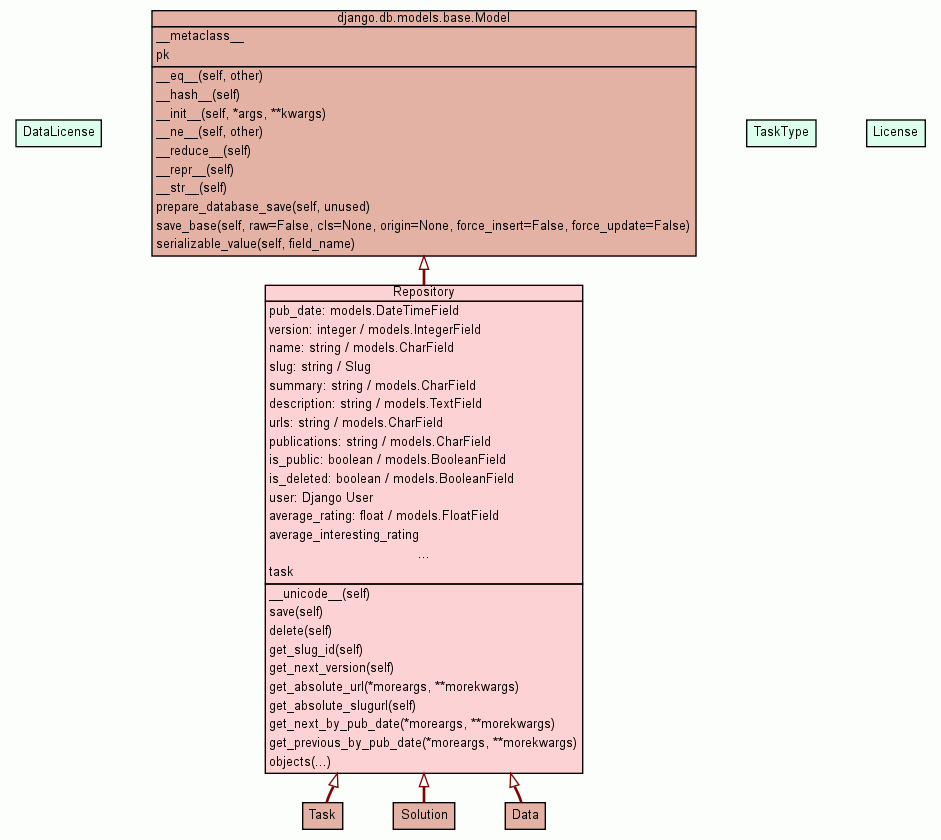 django.db.models.base.Model
__metaclass__
pk
__eq__(self, other)
__hash__(self)
__init__(self, *args, **kwargs)
__ne__(self, other)
__reduce__(self)
__repr__(self)
__str__(self)
prepare_database_save(self, unused)
save_base(self, raw=False, cls=None, origin=None, force_insert=False, force_update=False)
serializable_value(self, field_name)
DataLicense
TaskType
License
Repository
pub_date: models.DateTimeField
version: integer / models.IntegerField
name: string / models.CharField
slug: string / Slug
summary: string / models.CharField
description: string / models.TextField
urls: string / models.CharField
publications: string / models.CharField
is_public: boolean / models.BooleanField
is_deleted: boolean / models.BooleanField
user: Django User
average_rating: float / models.FloatField
average_interesting_rating
...
task
__unicode__(self)
save(self)
delete(self)
get_slug_id(self)
get_next_version(self)
get_absolute_url(*moreargs, **morekwargs)
get_absolute_slugurl(self)
get_next_by_pub_date(*moreargs, **morekwargs)
get_previous_by_pub_date(*moreargs, **morekwargs)
objects(...)
Task
Solution
Data